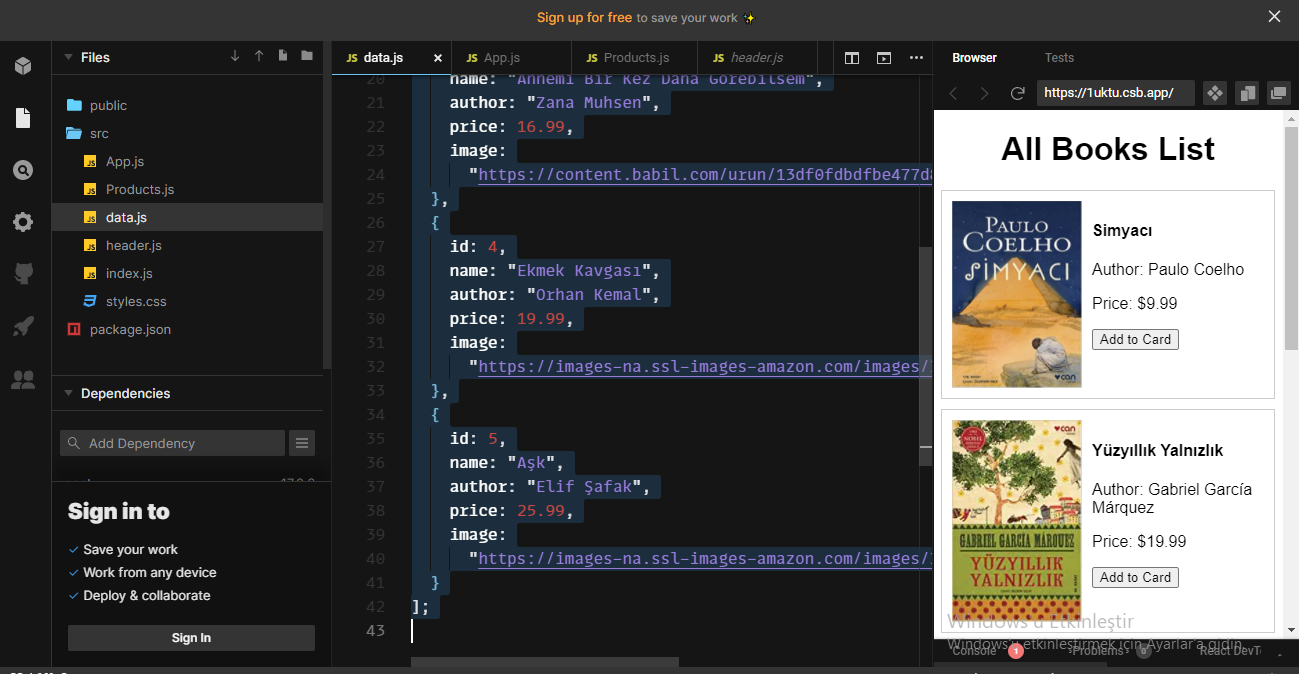 Sign up for free to save your work ✨
Files
public
src
App.js
Products.js
data.js
header.js
index.js
styles.css
package.json
Dependencies
Add Dependency
Sign in to
Save your work
Work from any device
Deploy & collaborate
Sign In
data.js
App.js
Products.js
header.js
20 name: "Annemi Bir Kez Daha Görebilsem",
21 author: "Zana Muhsen",
22 price: 16.99,
23 image:
24 "https://content.babil.com/urun/13df0fdbdfbe477d
25 },
26 {
27 id: 4,
28 name: "Ekmek Kavgası",
29 author: "Orhan Kemal",
30 price: 19.99,
31 image:
32 "https://images-na.ssl-images-amazon.com/images/
33 },
34 {
35 id: 5,
36 name: "Aşk",
37 author: "Elif Şafak",
38 price: 25.99,
39 image:
40 "https://images-na.ssl-images-amazon.com/images/
41 }
42 ];
43
Browser
Tests
https://1uktu.csb.app/
All Books List
PAULO
COELHO
SİMYACI
can
Simyacı
Author: Paulo Coelho
Price: $9.99
Add to Card
can
GABRIEL GARCIA MARQUEZ
YÜZYILLIK
YALNIZLIK
Yüzyıllık Yalnızlık
Author: Gabriel García
Márquez
Price: $19.99
Add to Card
Windows'u Etkinleştir
Windows'u etkinleştirmek için Ayarlar'a gidin.
Console 1
Problems 0
React DevT